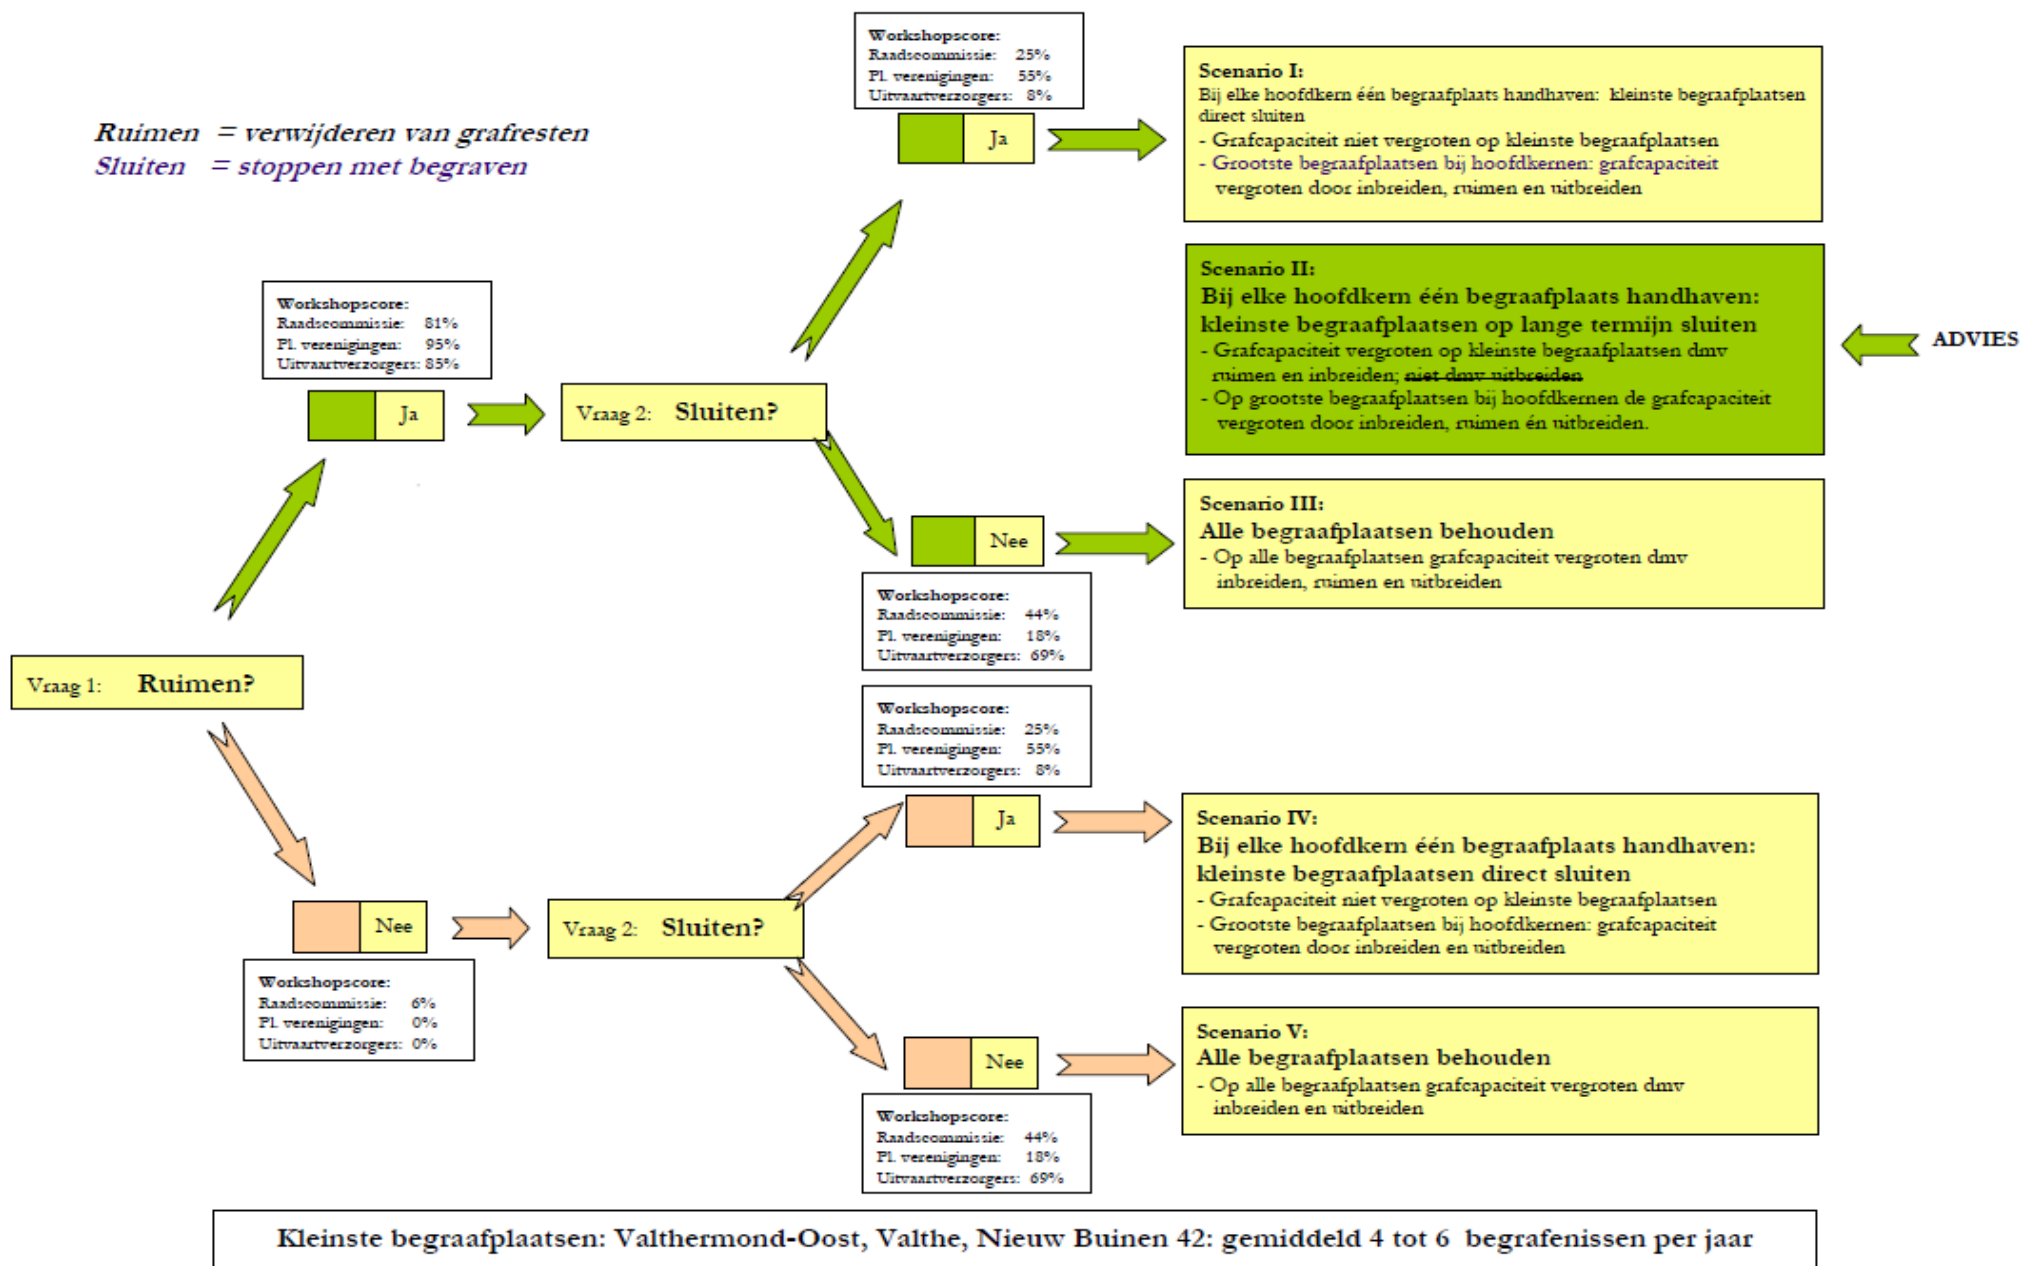 Workshopscore:
Raadscommissie: 25%
Pl. verenigingen: 55%
Uitvaartverzorgers: 8%
Ja
Scenario I:
Bij elke hoofdkern één begraafplaats handhaven: kleinste begraafplaatsen
direct sluiten
- Grafcapaciteit niet vergroten op kleinste begraafplaatsen
- Grootste begraafplaatsen bij hoofdkernen: grafcapaciteit
vergroten door inbreiden, ruimen en uitbreiden
Ruimen = verwijderen van grafresten
Sluiten = stoppen met begraven
Scenario II:
Bij elke hoofdkern één begraafplaats handhaven:
kleinste begraafplaatsen op lange termijn sluiten
- Grafcapaciteit vergroten op kleinste begraafplaatsen dmv
ruimen en inbreiden; niet dmv uitbreiden
- Op grootste begraafplaatsen bij hoofdkernen de grafcapaciteit
vergroten door inbreiden, ruimen én uitbreiden.
ADVIES
Workshopscore:
Raadscommissie: 81%
Pl. verenigingen: 95%
Uitvaartverzorgers: 85%
Ja
Vraag 2: Sluiten?
Nee
Workshopscore:
Raadscommissie: 44%
Pl. verenigingen: 18%
Uitvaartverzorgers: 69%
Scenario III:
Alle begraafplaatsen behouden
- Op alle begraafplaatsen grafcapaciteit vergroten dmv
inbreiden, ruimen en uitbreiden
Vraag 1: Ruimen?
Workshopscore:
Raadscommissie: 25%
Pl. verenigingen: 55%
Uitvaartverzorgers: 8%
Ja
Scenario IV:
Bij elke hoofdkern één begraafplaats handhaven:
kleinste begraafplaatsen direct sluiten
- Grafcapaciteit niet vergroten op kleinste begraafplaatsen
- Grootste begraafplaatsen bij hoofdkernen: grafcapaciteit
vergroten door inbreiden en uitbreiden
Nee
Workshopscore:
Raadscommissie: 6%
Pl. verenigingen: 0%
Uitvaartverzorgers: 0%
Vraag 2: Sluiten?
Nee
Workshopscore:
Raadscommissie: 44%
Pl. verenigingen: 18%
Uitvaartverzorgers: 69%
Scenario V:
Alle begraafplaatsen behouden
- Op alle begraafplaatsen grafcapaciteit vergroten dmv
inbreiden en uitbreiden
Kleinste begraafplaatsen: Valthermond-Oost, Valthe, Nieuw Buinen 42: gemiddeld 4 tot 6 begrafenissen per jaar